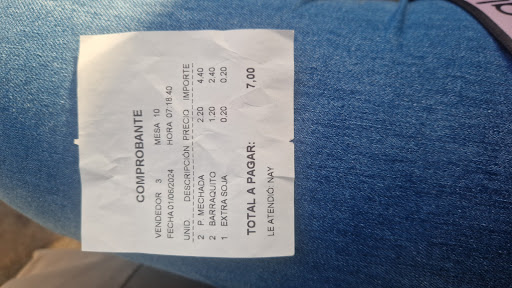 COMPROBANTE
VENDEDOR 3 MESA 10
FECHA 01/06/2024 HORA 07:18:40
UNID. DESCRIPCIÓN PRECIO IMPORTE
2 P. MECHADA 2.20 4.40
2 BARRAQUITO 1.20 2.40
1 EXTRA SOJA 0.20 0.20
TOTAL A PAGAR: 7,00
LE ATENDIÓ: NAY